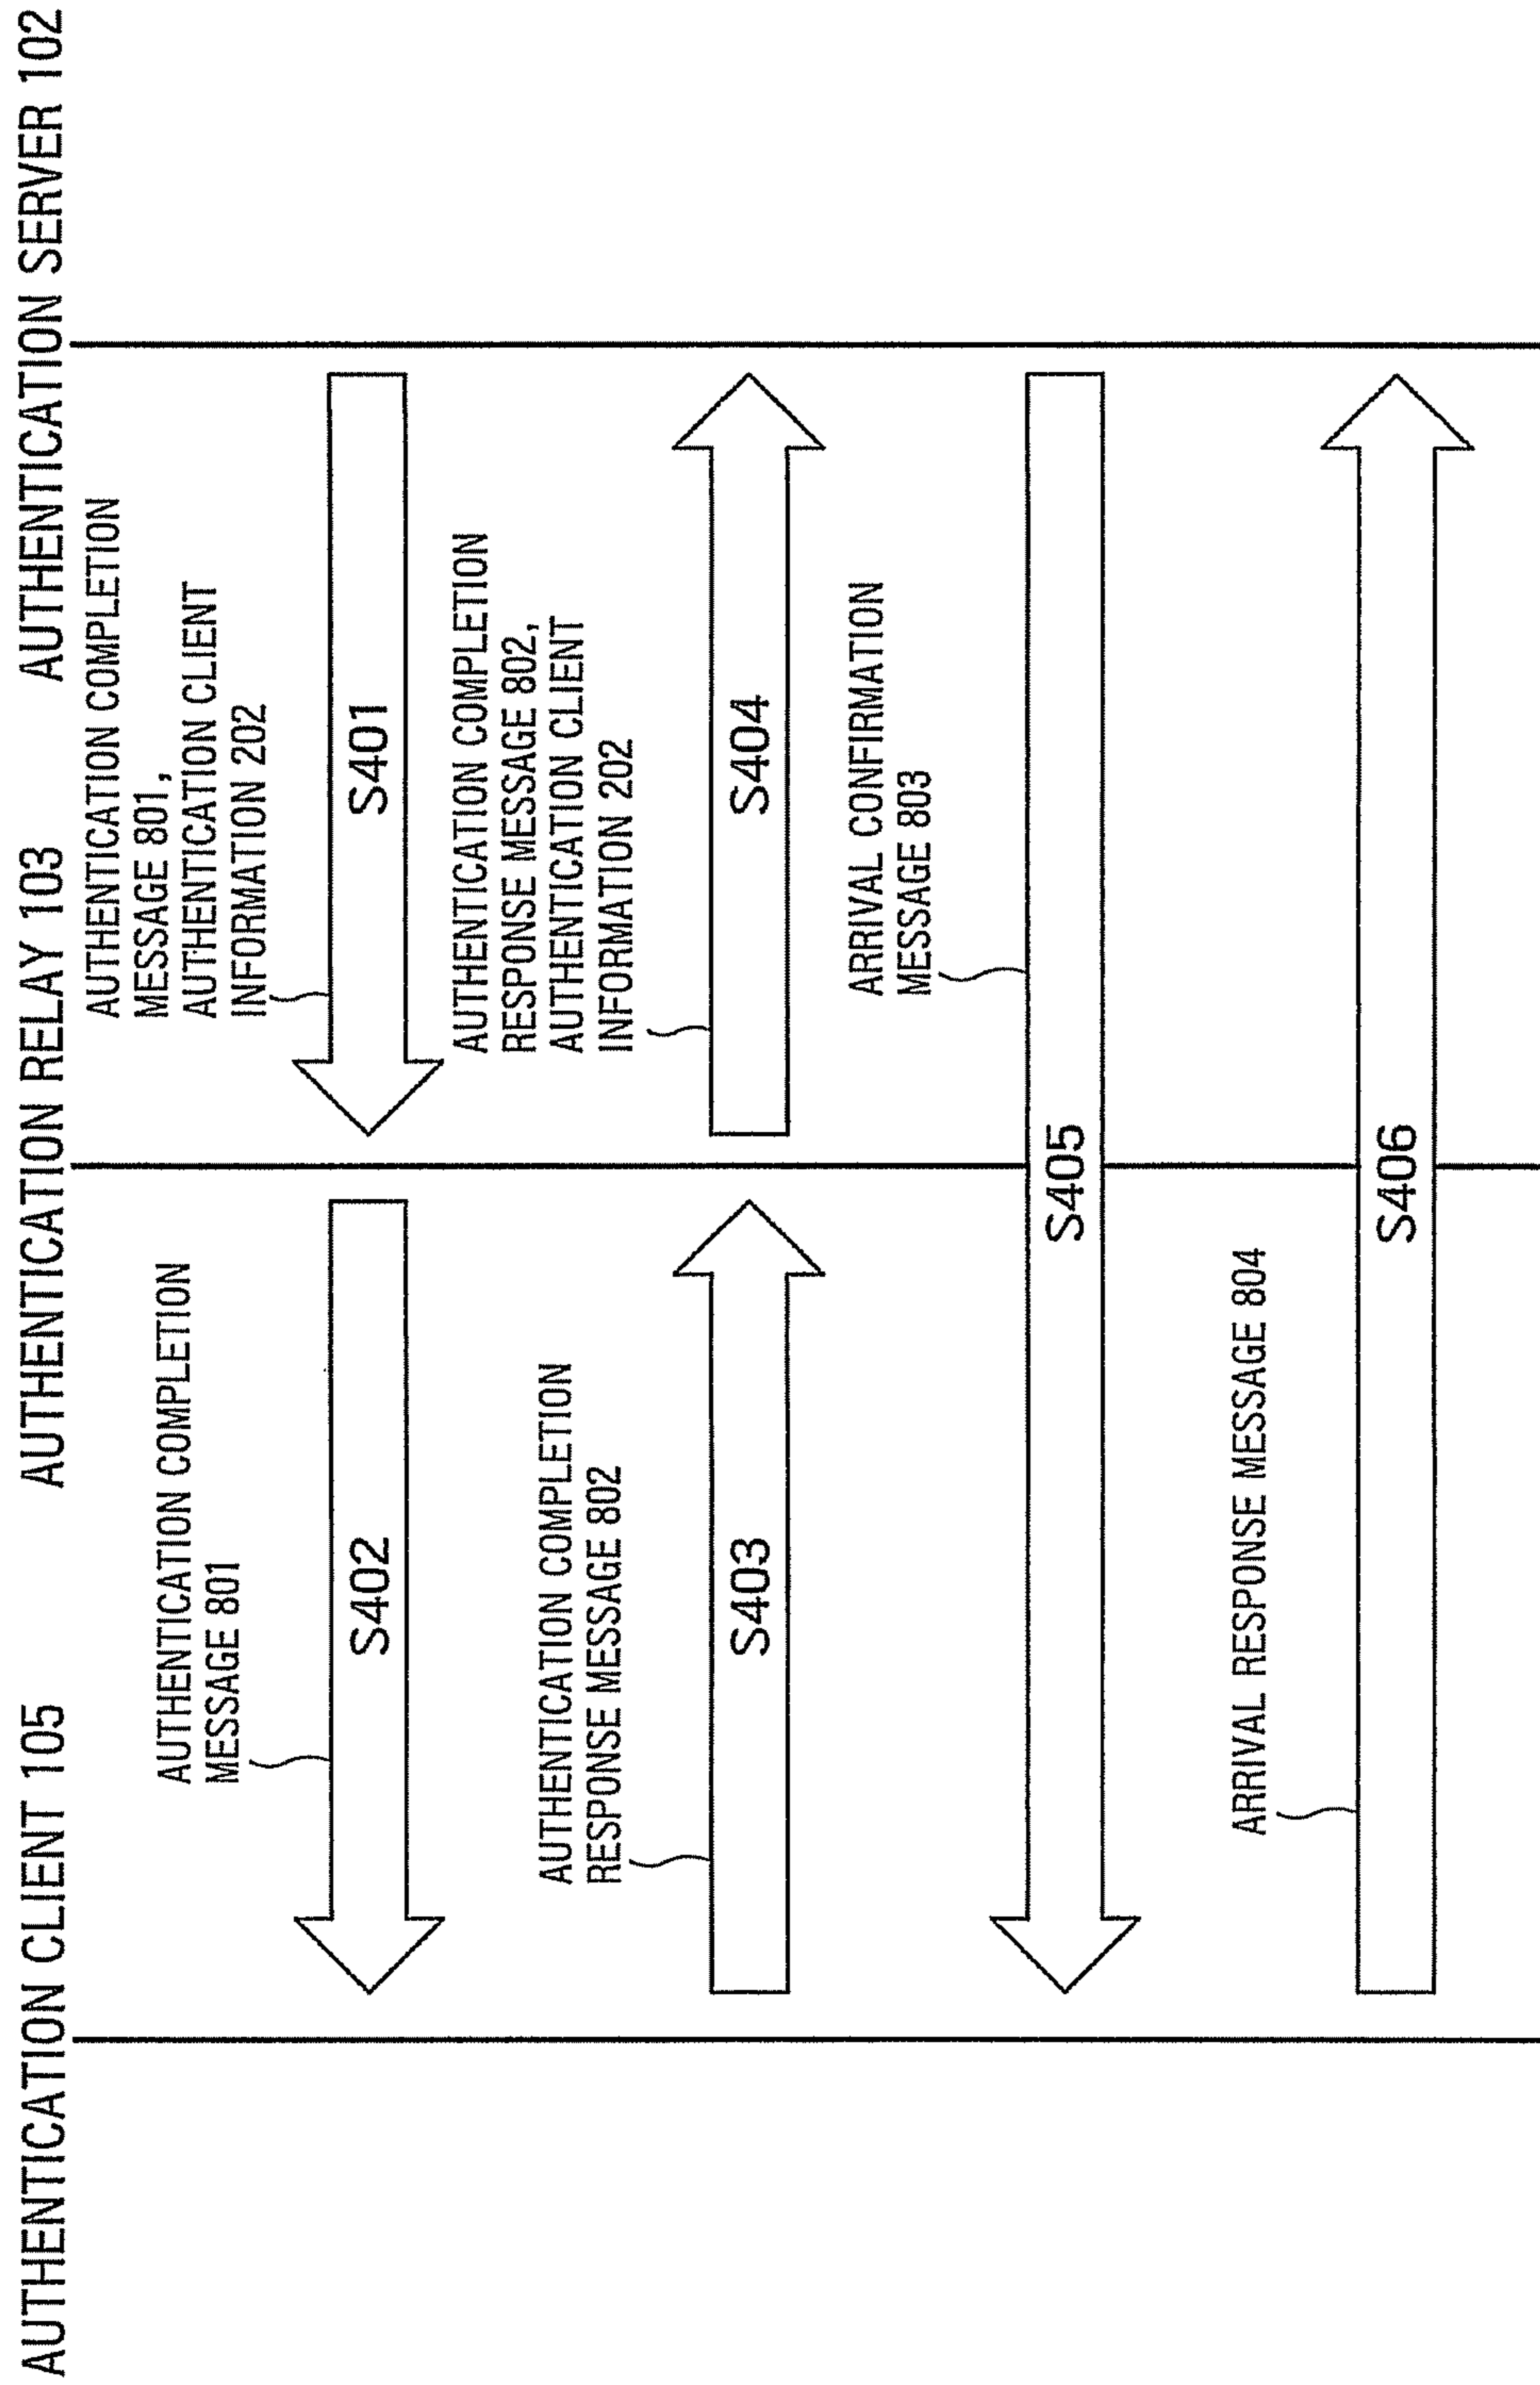 AUTHENTICATION CLIENT 105
AUTHENTICATION RELAY 103
AUTHENTICATION SERVER 102
AUTHENTICATION COMPLETION
MESSAGE 801,
AUTHENTICATION CLIENT
INFORMATION 202
S401
AUTHENTICATION COMPLETION
MESSAGE 801
S402
AUTHENTICATION COMPLETION
RESPONSE MESSAGE 802
S403
AUTHENTICATION COMPLETION
RESPONSE MESSAGE 802,
AUTHENTICATION CLIENT
INFORMATION 202
S404
ARRIVAL CONFIRMATION
MESSAGE 803
S405
ARRIVAL RESPONSE MESSAGE 804
S406